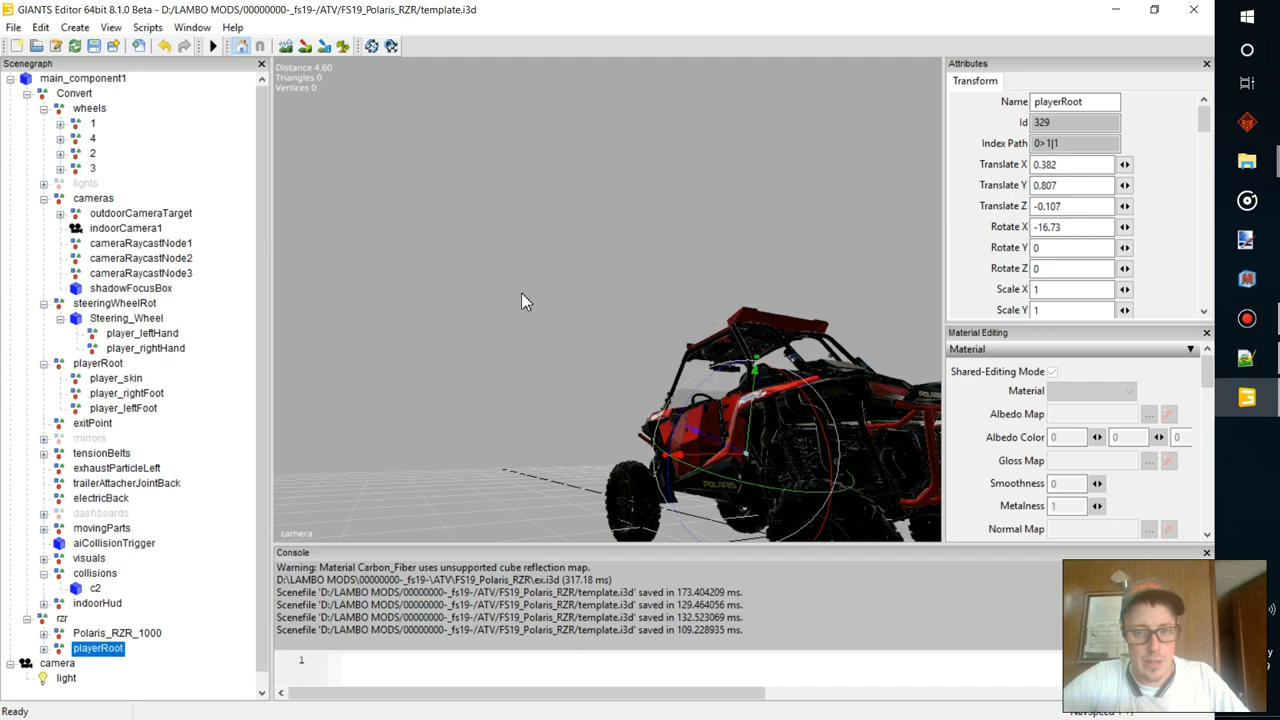 GIANTS Editor 64bit 8.1.0 Beta - D:/LAMBO MODS/00000000-_fs19-/ATV/FS19_Polaris_RZR/template.i3d
File Edit Create View Scripts Window Help
Scenegraph
main_component1
Convert
wheels
1
4
2
3
lights
cameras
outdoorCameraTarget
indoorCamera1
cameraRaycastNode1
cameraRaycastNode2
cameraRaycastNode3
shadowFocusBox
steeringWheelRot
Steering_Wheel
player_leftHand
player_rightHand
playerRoot
player_skin
player_rightFoot
player_leftFoot
exitPoint
mirrors
tensionBelts
exhaustParticleLeft
trailerAttacherJointBack
electricBack
dashboards
movingParts
aiCollisionTrigger
visuals
collisions
c2
indoorHud
rzr
Polaris_RZR_1000
playerRoot
camera
light
Ready
Distance 4.60
Triangles 0
Vertices 0
POLARIS
camera
Console
Warning: Material Carbon_Fiber uses unsupported cube reflection map.
D:\LAMBO MODS\00000000-_fs19-\ATV\FS19_Polaris_RZR\ex.i3d (317.18 ms)
Scenefile 'D:/LAMBO MODS/00000000-_fs19-/ATV/FS19_Polaris_RZR/template.i3d' saved in 173.404209 ms.
Scenefile 'D:/LAMBO MODS/00000000-_fs19-/ATV/FS19_Polaris_RZR/template.i3d' saved in 129.464056 ms.
Scenefile 'D:/LAMBO MODS/00000000-_fs19-/ATV/FS19_Polaris_RZR/template.i3d' saved in 132.523069 ms.
Scenefile 'D:/LAMBO MODS/00000000-_fs19-/ATV/FS19_Polaris_RZR/template.i3d' saved in 109.228935 ms.
1
Attributes
Transform
Name playerRoot
Id 329
Index Path 0>1|1
Translate X 0.382
Translate Y 0.807
Translate Z -0.107
Rotate X -16.73
Rotate Y 0
Rotate Z 0
Scale X 1
Scale Y 1
Material Editing
Material
Shared-Editing Mode
Material
Albedo Map ...
Albedo Color 0 0 0
Gloss Map ...
Smoothness 0
Metalness 1
Normal Map ...